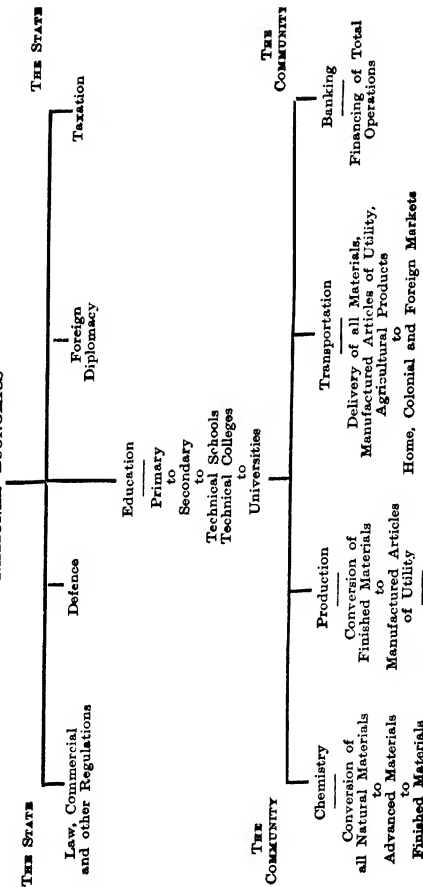 THE STATE
THE STATE
Law, Commercial
and other Regulations
Defence
Foreign
Diplomacy
Taxation
Education
Primary
to
Secondary
to
Technical Schools
Technical Colleges
to
Universities
THE
COMMUNITY
THE
COMMUNITY
Chemistry
Conversion of
all Natural Materials
to
Advanced Materials
to
Finished Materials
Production
Conversion of
Finished Materials
to
Manufactured Articles
of Utility
Transportation
Delivery of all Materials,
Manufactured Articles of Utility,
Agricultural Products
to
Home, Colonial and Foreign Markets
Banking
Financing of Total
Operations